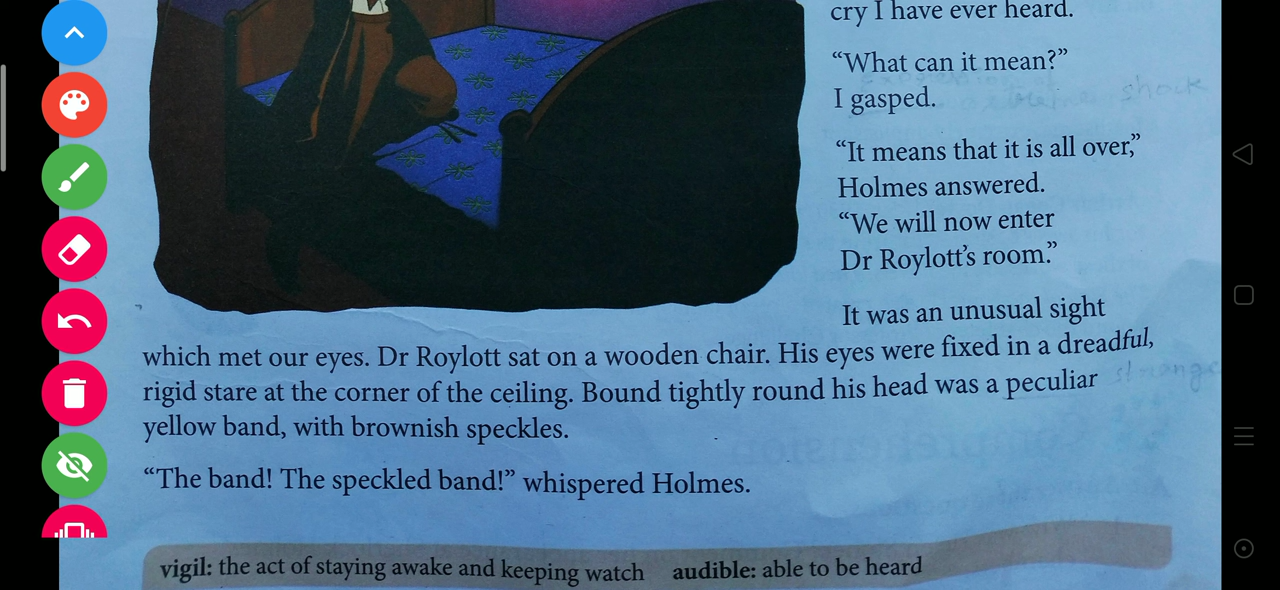 cry I have ever heard.
“What can it mean?”
I gasped.
shock
“It means that it is all over,”
Holmes answered.
“We will now enter
Dr Roylott’s room.”
It was an unusual sight
which met our eyes. Dr Roylott sat on a wooden chair. His eyes were fixed in a dreadful,
rigid stare at the corner of the ceiling. Bound tightly round his head was a peculiar
strange
yellow band, with brownish speckles.
“The band! The speckled band!” whispered Holmes.
vigil: the act of staying awake and keeping watch audible: able to be heard